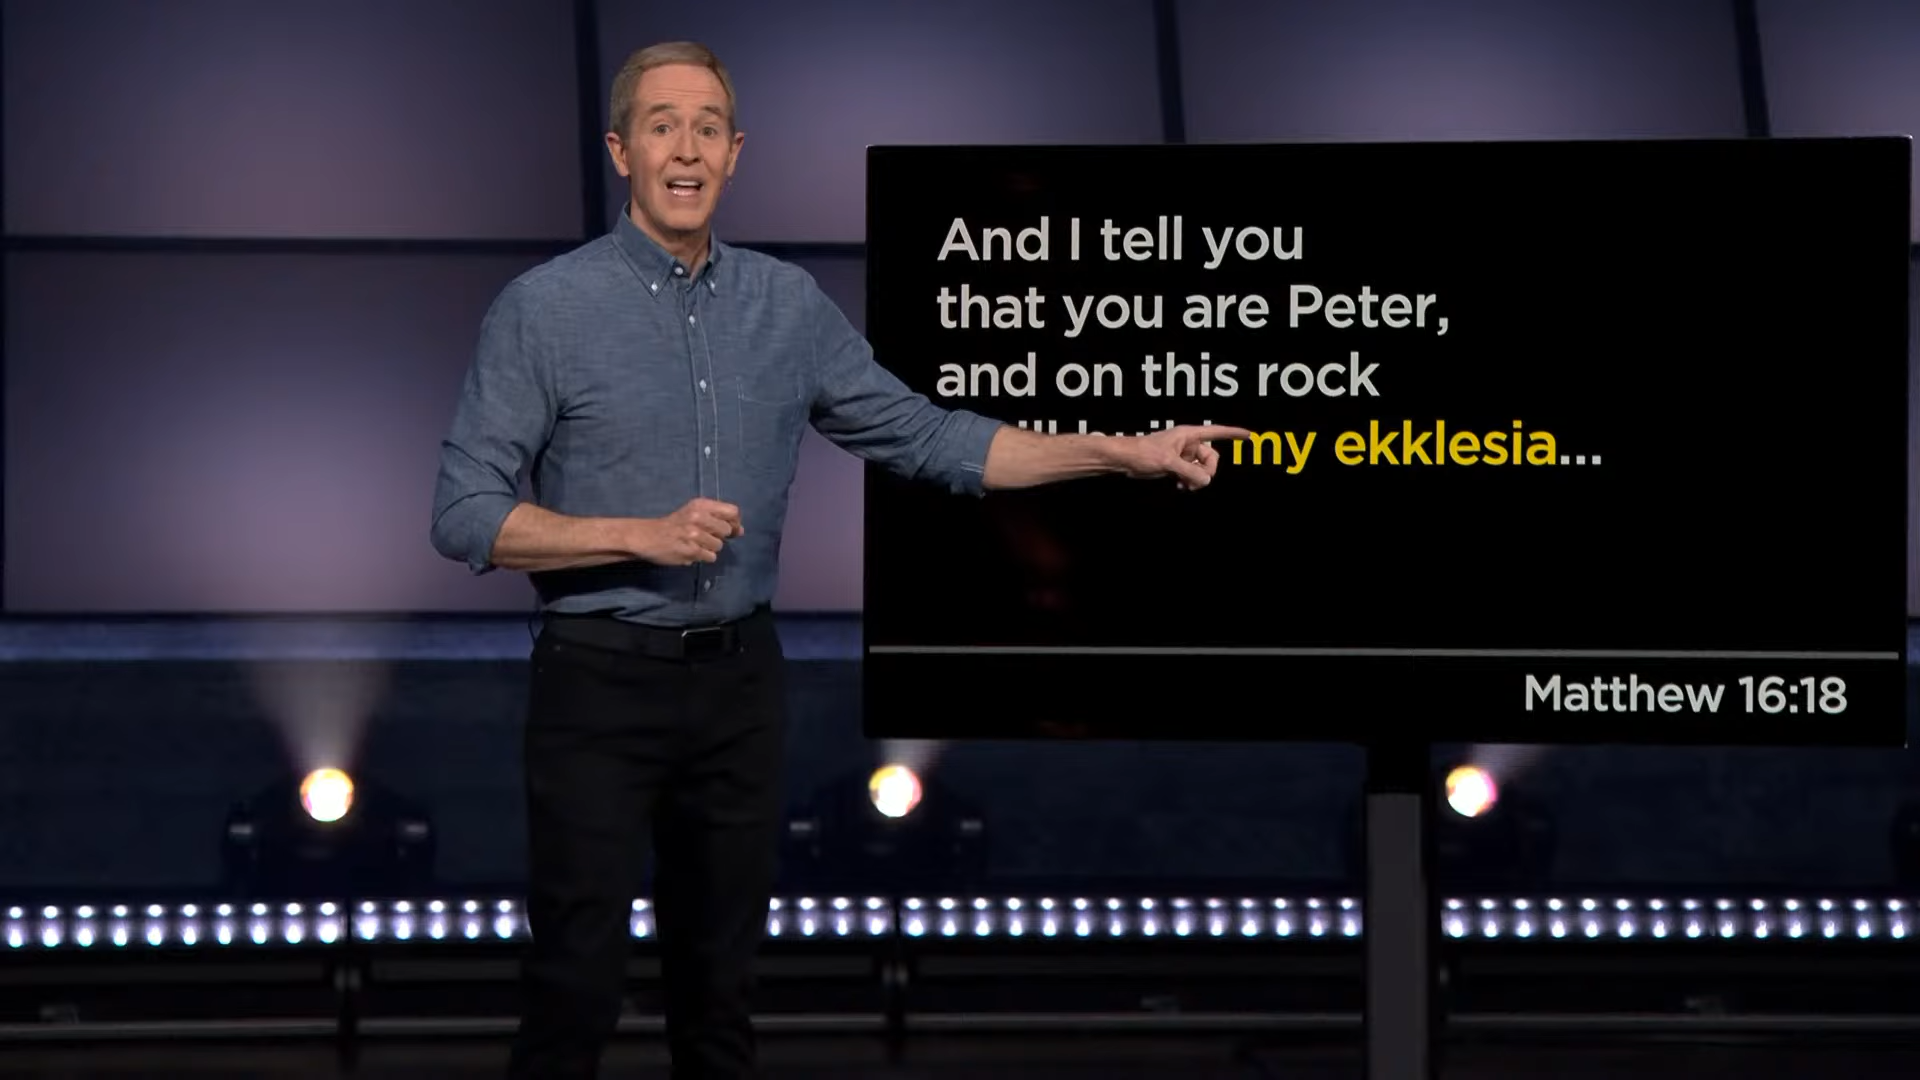 And I tell you
that you are Peter,
and on this rock
my ekklesia...
Matthew 16:18